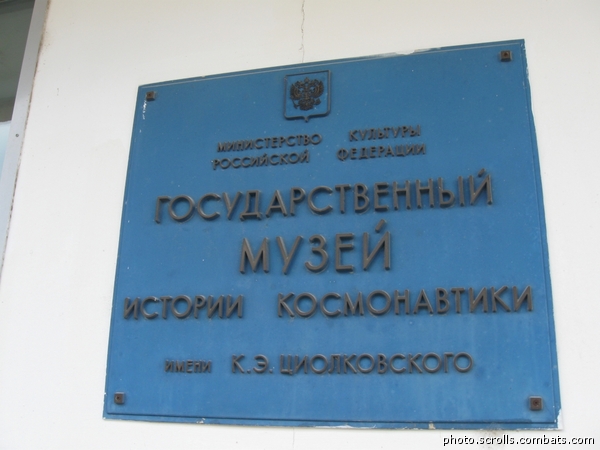 МИНИСТЕРСТВО КУЛЬТУРЫ
РОССИЙСКОЙ ФЕДЕРАЦИИ
ГОСУДАРСТВЕННЫЙ
МУЗЕЙ
ИСТОРИИ КОСМОНАВТИКИ
ИМЕНИ К.Э. ЦИОЛКОВСКОГО
photo.scrolls.combats.com